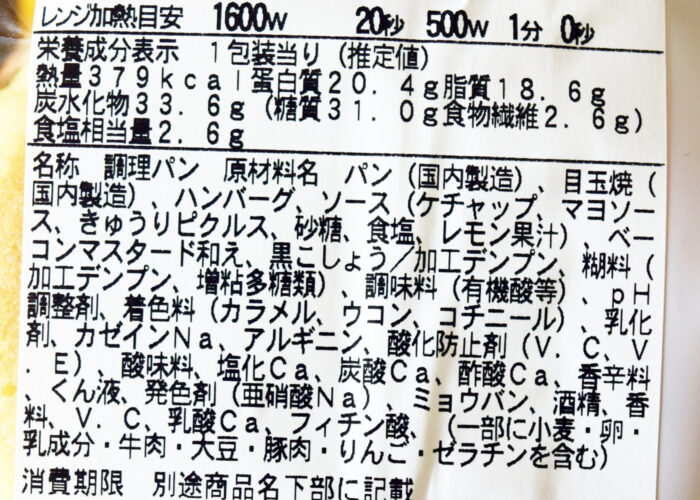 レンジ加熱目安 1600W 20秒 500W 1分 0秒
栄養成分表示 1包装当り(推定値)
熱量379kcal蛋白質20.4g脂質18.6g
炭水化物33.6g(糖質31.0g食物繊維2.6g)
食塩相当量2.6g
名称 調理パン 原材料名 パン(国内製造)、目玉焼(
国内製造)、ハンバーグ、ソース(ケチャップ、マヨソー
ス、きゅうりピクルス、砂糖、食塩、レモン果汁)、ベー
コンマスタード和え、黒こしょう/加工デンプン、糊料(
加工デンプン、増粘多糖類)、調味料(有機酸等)、pH
調整剤、着色料(カラメル、ウコン、コチニール)、乳化
剤、カゼインNa、アルギニン、酸化防止剤(V.C、V
.E)、酸味料、塩化Ca、炭酸Ca、酢酸Ca、香辛料
、くん液、発色剤(亜硝酸Na)、ミョウバン、酒精、香
料、V.C、乳酸Ca、フィチン酸、(一部に小麦・卵・
乳成分・牛肉・大豆・豚肉・りんご・ゼラチンを含む)
消費期限 別途商品名下部に記載